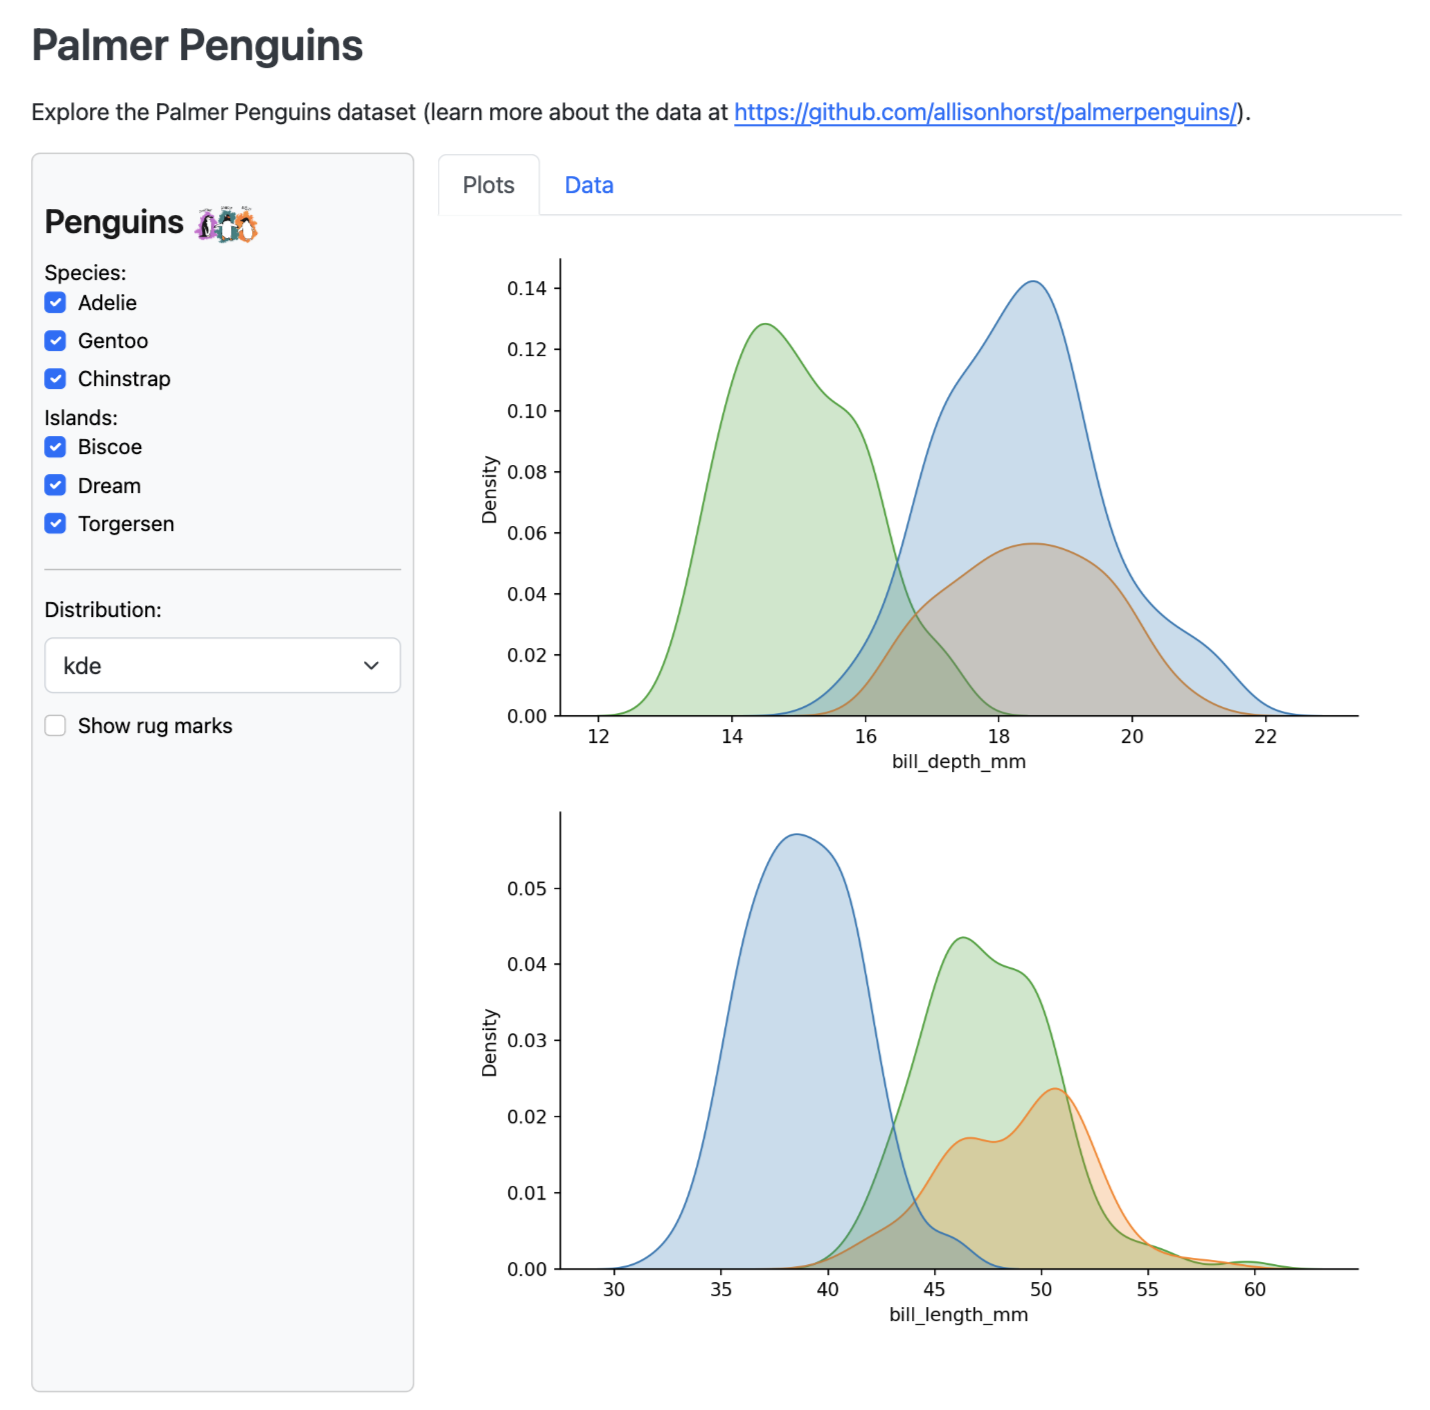 Palmer Penguins
Explore the Palmer Penguins dataset (learn more about the data at https://github.com/allisonhorst/palmerpenguins/).
Penguins
Species:
Adelie
Gentoo
Chinstrap
Islands:
Biscoe
Dream
Torgersen
Distribution:
kde
Show rug marks
Plots Data
0.14
0.12
0.10
0.08
0.06
0.04
0.02
0.00
Density
12 14 16 18 20 22
bill_depth_mm
0.05
0.04
0.03
0.02
0.01
0.00
Density
30 35 40 45 50 55 60
bill_length_mm